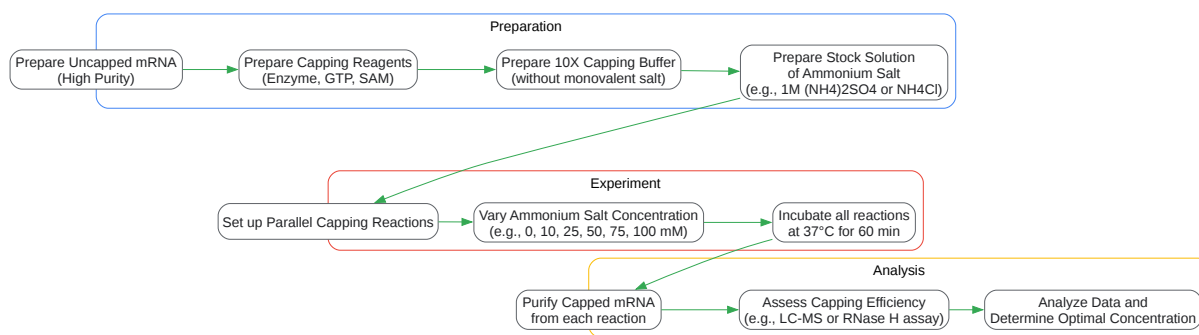 Preparation
Prepare Uncapped mRNA
(High Purity)
Prepare Capping Reagents
(Enzyme, GTP, SAM)
Prepare 10X Capping Buffer
(without monovalent salt)
Prepare Stock Solution
of Ammonium Salt
(e.g., 1M (NH4)2SO4 or NH4Cl)
Experiment
Set up Parallel Capping Reactions
Vary Ammonium Salt Concentration
(e.g., 0, 10, 25, 50, 75, 100 mM)
Incubate all reactions
at 37°C for 60 min
Analysis
Purify Capped mRNA
from each reaction
Assess Capping Efficiency
(e.g., LC-MS or RNase H assay)
Analyze Data and
Determine Optimal Concentration